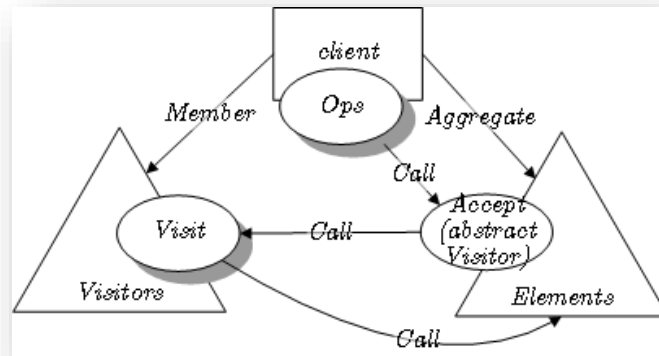 client
Ops
Member
Aggregate
Call
Accept
(abstract
Visitor)
Visit
Call
Visitors
Elements
Call